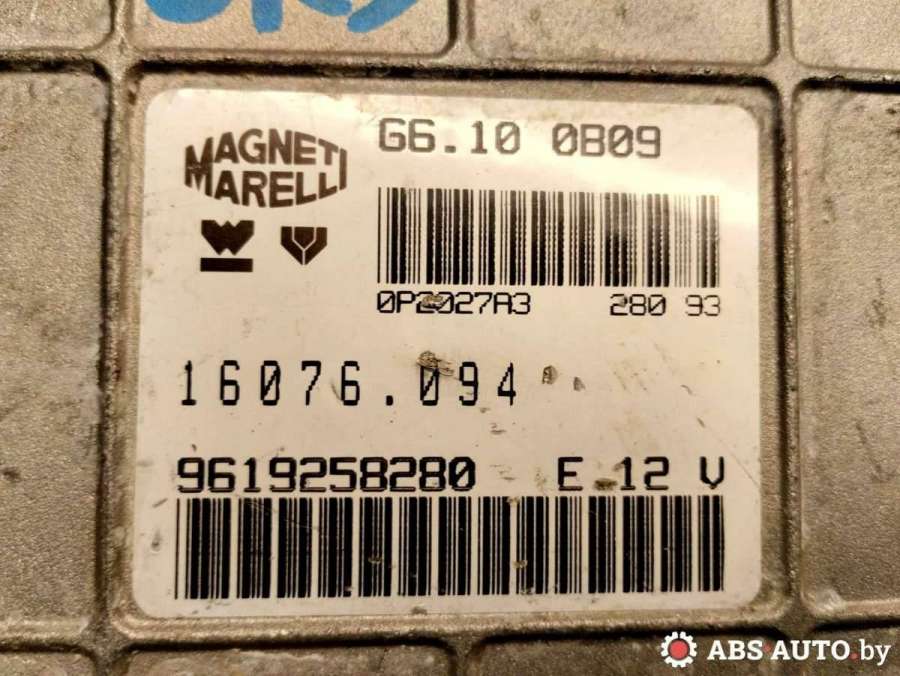 MAGNETI
MARELLI
G6.10 0B09
0P2027A3 280 93
16076.094
9619258280 E 12 V
ABS-AUTO.by